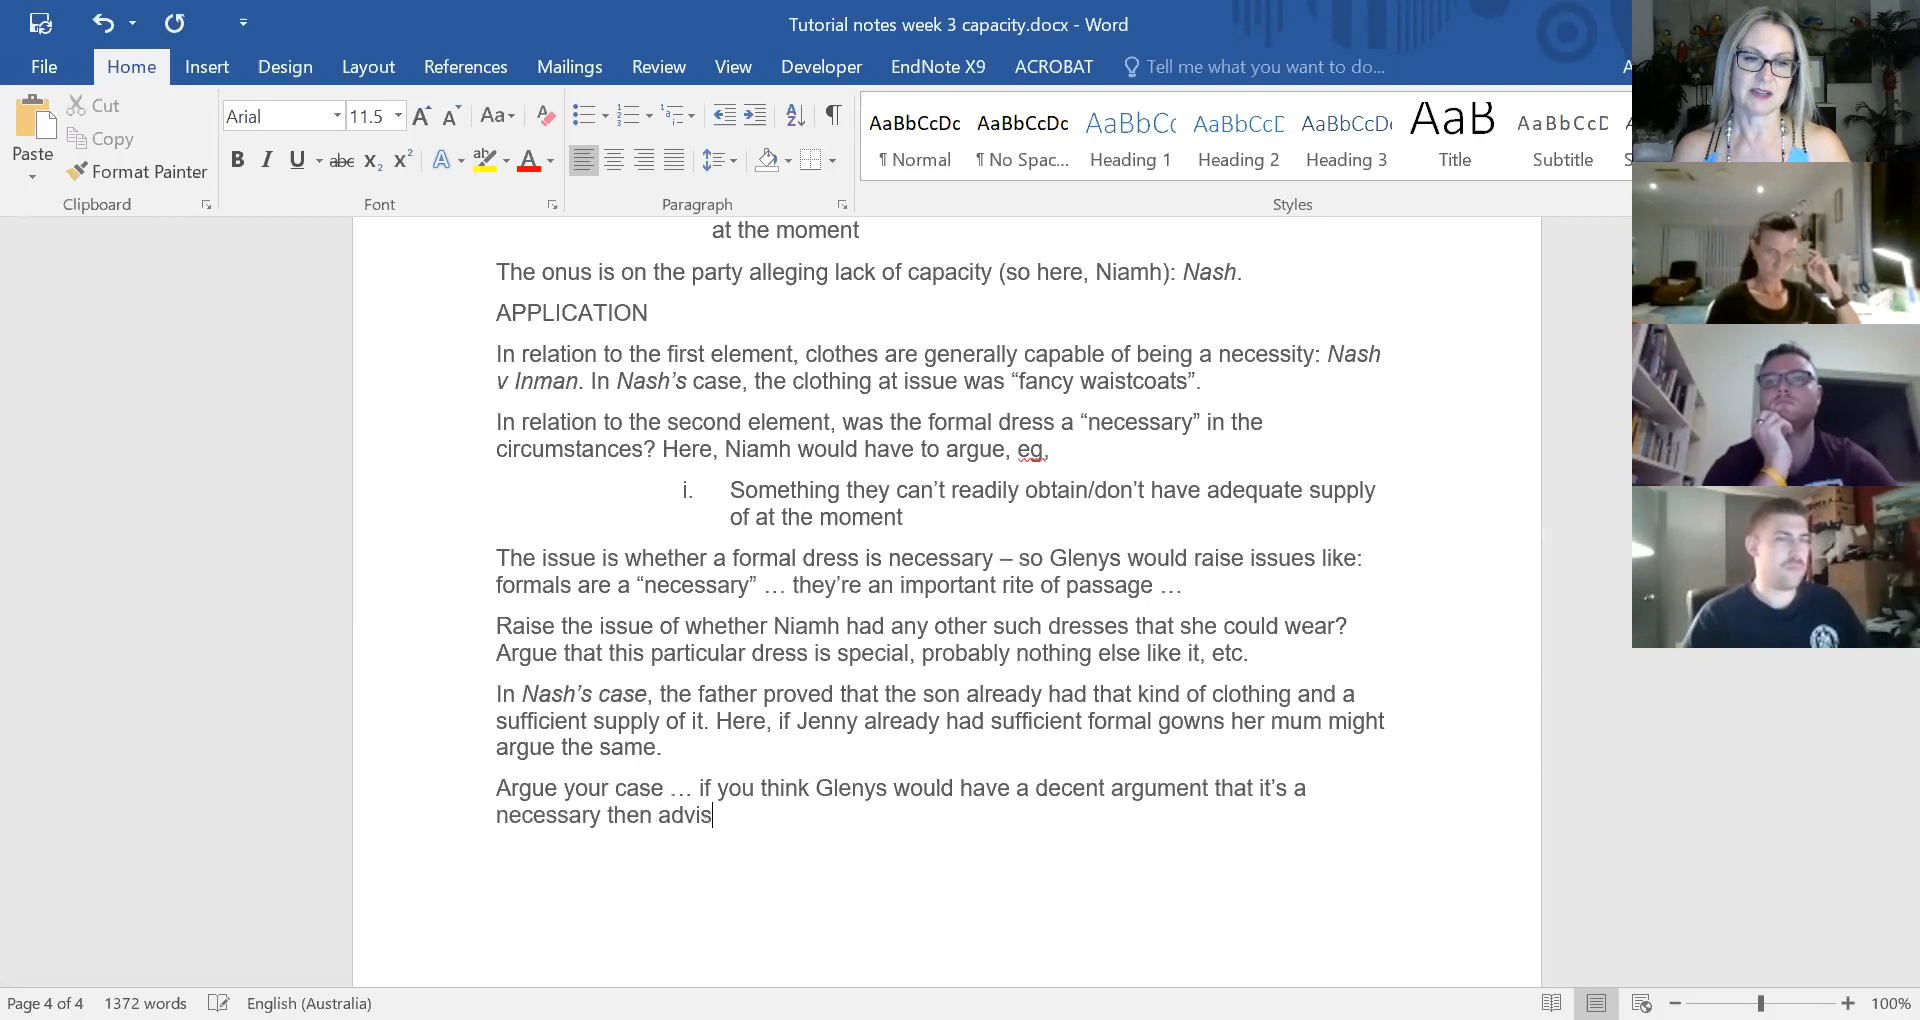 Tutorial notes week 3 capacity.docx - Word
File Home Insert Design Layout References Mailings Review View Developer EndNote X9 ACROBAT Tell me what you want to do...
Paste
Cut
Copy
Format Painter
Clipboard
Arial 11.5 Aa
B I U abc X₂ X² A ab A
Font
Paragraph
AaBbCcDc AaBbCcDc AaBbCc AaBbCcD AaBbCcDc AaB AaBbCcD
¶ Normal ¶ No Spac... Heading 1 Heading 2 Heading 3 Title Subtitle
Styles
at the moment
The onus is on the party alleging lack of capacity (so here, Niamh): Nash.
APPLICATION
In relation to the first element, clothes are generally capable of being a necessity: Nash
v Inman. In Nash’s case, the clothing at issue was “fancy waistcoats”.
In relation to the second element, was the formal dress a “necessary” in the
circumstances? Here, Niamh would have to argue, eg,
i. Something they can’t readily obtain/don’t have adequate supply
of at the moment
The issue is whether a formal dress is necessary – so Glenys would raise issues like:
formals are a “necessary” … they’re an important rite of passage …
Raise the issue of whether Niamh had any other such dresses that she could wear?
Argue that this particular dress is special, probably nothing else like it, etc.
In Nash’s case, the father proved that the son already had that kind of clothing and a
sufficient supply of it. Here, if Jenny already had sufficient formal gowns her mum might
argue the same.
Argue your case … if you think Glenys would have a decent argument that it’s a
necessary then advis
Page 4 of 4 1372 words English (Australia) 100%